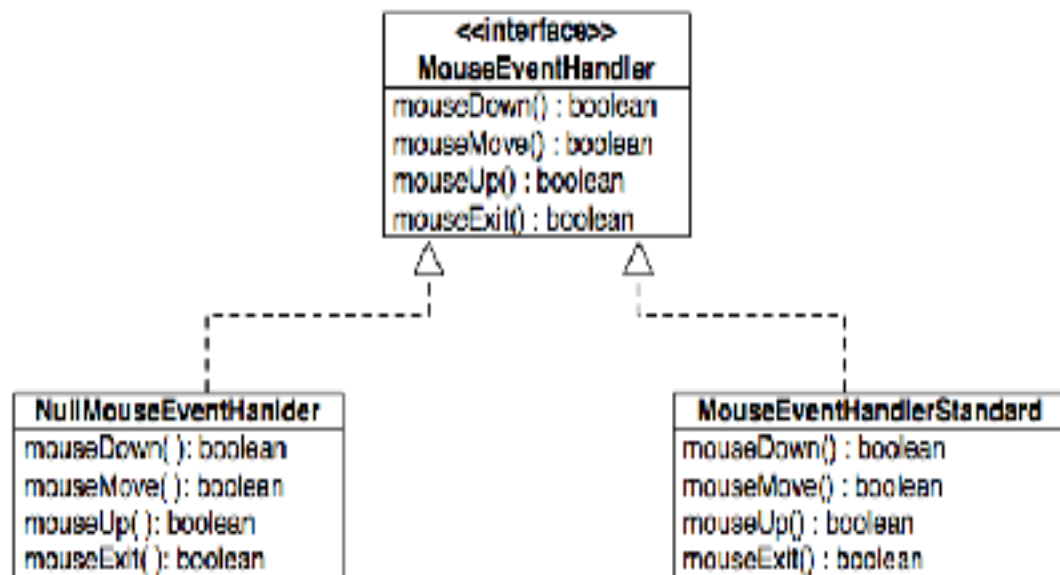 <<interface>>
MouseEventHandler
mouseDown() : boolean
mouseMove() : boolean
mouseUp() : boolean
mouseExit() : boolean
NullMouseEventHanlder
mouseDown( ): boolean
mouseMove( ): boolean
mouseUp( ): boolean
mouseExit( ): boolean
MouseEventHandlerStandard
mouseDown() : boolean
mouseMove() : boolean
mouseUp() : boolean
mouseExit() : boolean